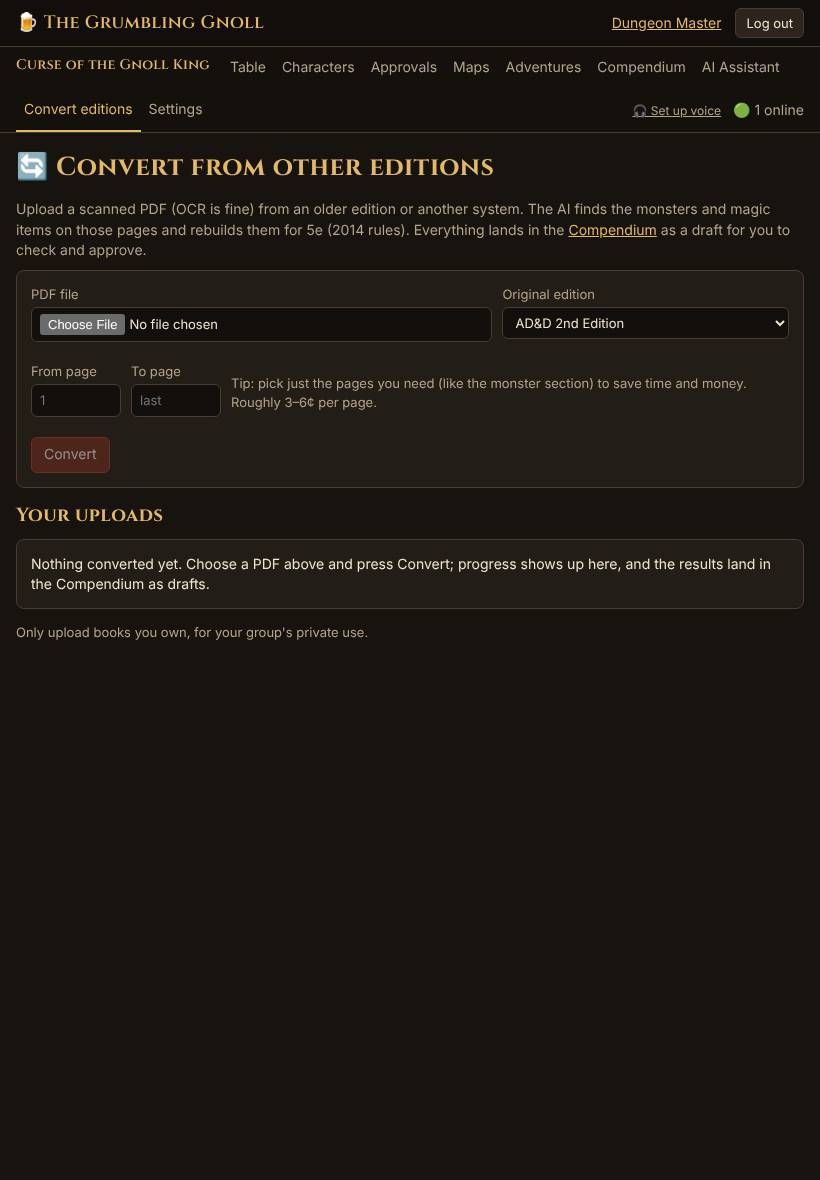 The Grumbling Gnoll
Dungeon Master
Log out
Curse of the Gnoll King
Table
Characters
Approvals
Maps
Adventures
Compendium
AI Assistant
Convert editions
Settings
Set up voice
1 online
Convert from other editions
Upload a scanned PDF (OCR is fine) from an older edition or another system. The AI finds the monsters and magic
items on those pages and rebuilds them for 5e (2014 rules). Everything lands in the Compendium as a draft for you to
check and approve.
PDF file
Original edition
Choose File No file chosen
AD&D 2nd Edition
From page
To page
1
last
Tip: pick just the pages you need (like the monster section) to save time and money.
Roughly 3–6¢ per page.
Convert
Your uploads
Nothing converted yet. Choose a PDF above and press Convert; progress shows up here, and the results land in
the Compendium as drafts.
Only upload books you own, for your group's private use.